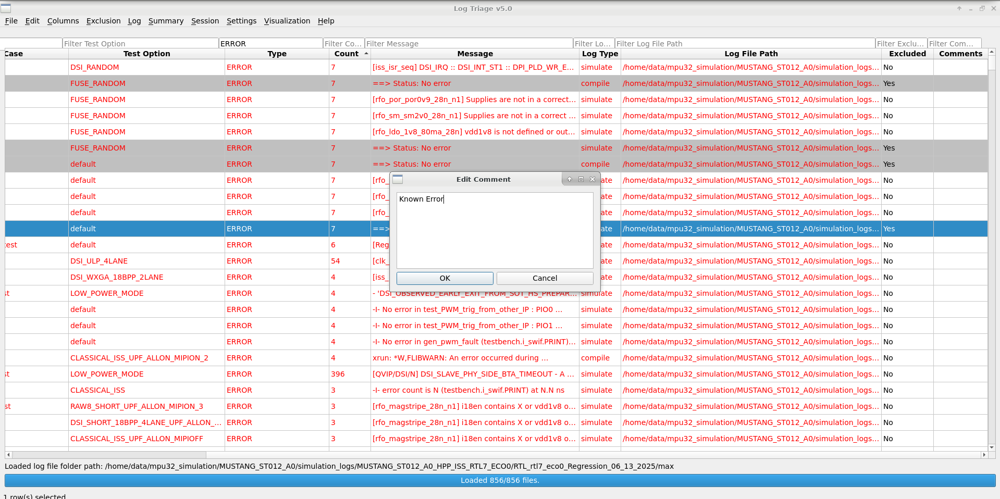 Log Triage v5.0
File Edit Columns Exclusion Log Summary Session Settings Visualization Help
Filter Test Option ERROR Filter Co... Filter Message Filter Lo... Filter Log File Path Filter Exclu... Filter Com...
Case Test Option Type Count Message Log Type Log File Path Excluded Comments
DSI_RANDOM ERROR 7 [iss_isr_seq] DSI_IRQ :: DSI_INT_ST1 :: DPI_PLD_WR_E... simulate /home/data/mpu32_simulation/MUSTANG_ST012_A0/simulation_logs... No
FUSE_RANDOM ERROR 7 ==> Status: No error compile /home/data/mpu32_simulation/MUSTANG_ST012_A0/simulation_logs... Yes
FUSE_RANDOM ERROR 7 [rfo_por_por0v9_28n_n1] Supplies are not in a correct... simulate /home/data/mpu32_simulation/MUSTANG_ST012_A0/simulation_logs... No
FUSE_RANDOM ERROR 7 [rfo_sm_sm2v0_28n_n1] Supplies are not in a correct ... simulate /home/data/mpu32_simulation/MUSTANG_ST012_A0/simulation_logs... No
FUSE_RANDOM ERROR 7 [rfo_ldo_1v8_80ma_28n] vdd1v8 is not defined or out... simulate /home/data/mpu32_simulation/MUSTANG_ST012_A0/simulation_logs... No
FUSE_RANDOM ERROR 7 ==> Status: No error simulate /home/data/mpu32_simulation/MUSTANG_ST012_A0/simulation_logs... Yes
default ERROR 7 ==> Status: No error compile /home/data/mpu32_simulation/MUSTANG_ST012_A0/simulation_logs... Yes
default ERROR 7 [rfo_ /home/data/mpu32_simulation/MUSTANG_ST012_A0/simulation_logs... No
default ERROR 7 [rfo_ ate /home/data/mpu32_simulation/MUSTANG_ST012_A0/simulation_logs... No
default ERROR 7 [rfo_ ate /home/data/mpu32_simulation/MUSTANG_ST012_A0/simulation_logs... No
default ERROR 7 ==> ate /home/data/mpu32_simulation/MUSTANG_ST012_A0/simulation_logs... Yes
test default ERROR 6 [Reg ate /home/data/mpu32_simulation/MUSTANG_ST012_A0/simulation_logs... No
DSI_ULP_4LANE ERROR 54 [clk_ ate /home/data/mpu32_simulation/MUSTANG_ST012_A0/simulation_logs... No
DSI_WXGA_18BPP_2LANE ERROR 4 [iss_ ate /home/data/mpu32_simulation/MUSTANG_ST012_A0/simulation_logs... No
st LOW_POWER_MODE ERROR 4 - 'DSI_OBSERVED_EARLY_EXIT_FROM_SOT_HS_PREPAR... simulate /home/data/mpu32_simulation/MUSTANG_ST012_A0/simulation_logs... No
default ERROR 4 -I- No error in test_PWM_trig_from_other_IP : PIO0 ... simulate /home/data/mpu32_simulation/MUSTANG_ST012_A0/simulation_logs... No
default ERROR 4 -I- No error in test_PWM_trig_from_other_IP : PIO1 ... simulate /home/data/mpu32_simulation/MUSTANG_ST012_A0/simulation_logs... No
default ERROR 4 -I- No error in gen_pwm_fault (testbench.i_swif.PRINT)... simulate /home/data/mpu32_simulation/MUSTANG_ST012_A0/simulation_logs... No
CLASSICAL_ISS_UPF_ALLON_MIPION_2 ERROR 4 xrun: *W,FLIBWARN: An error occurred during ... compile /home/data/mpu32_simulation/MUSTANG_ST012_A0/simulation_logs... No
st LOW_POWER_MODE ERROR 396 [QVIP/DSI/N] DSI_SLAVE_PHY_SIDE_BTA_TIMEOUT - A ... simulate /home/data/mpu32_simulation/MUSTANG_ST012_A0/simulation_logs... No
CLASSICAL_ISS ERROR 3 -I- error count is N (testbench.i_swif.PRINT) at N.N ns simulate /home/data/mpu32_simulation/MUSTANG_ST012_A0/simulation_logs... No
st RAW8_SHORT_UPF_ALLON_MIPION_3 ERROR 3 [rfo_magstripe_28n_n1] i18en contains X or vdd1v8 o... simulate /home/data/mpu32_simulation/MUSTANG_ST012_A0/simulation_logs... No
DSI_SHORT_18BPP_4LANE_UPF_ALLON_... ERROR 3 [rfo_magstripe_28n_n1] i18en contains X or vdd1v8 o... simulate /home/data/mpu32_simulation/MUSTANG_ST012_A0/simulation_logs... No
CLASSICAL_ISS_UPF_ALLON_MIPIOFF ERROR 3 [rfo_magstripe_28n_n1] i18en contains X or vdd1v8 o... simulate /home/data/mpu32_simulation/MUSTANG_ST012_A0/simulation_logs... No
Edit Comment
Known Error
OK Cancel
Loaded log file folder path: /home/data/mpu32_simulation/MUSTANG_ST012_A0/simulation_logs/MUSTANG_ST012_A0_HPP_ISS_RTL7_ECO0/RTL_rtl7_eco0_Regression_06_13_2025/max
Loaded 856/856 files.
1 row(s) selected